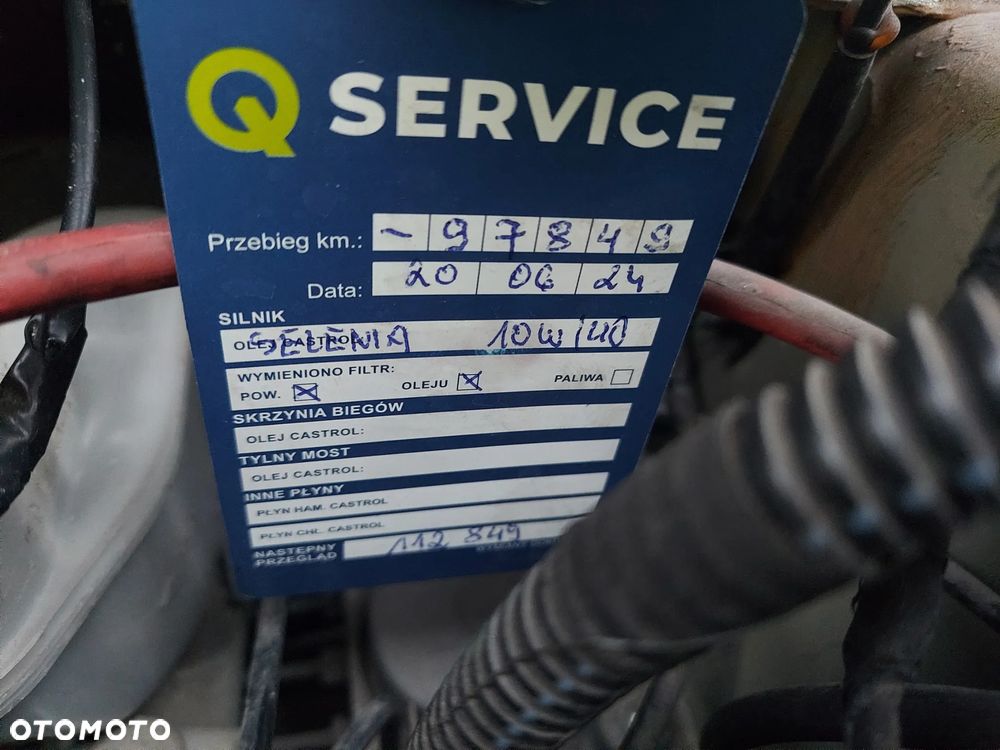 Q SERVICE
Przebieg km.: - 97849
Data: 20 06 24
SILNIK
OLEJ CASTROL: SELENIA 10W/40
WYMIENIONO FILTR:
POW. OLEJU PALIWA
SKRZYNIA BIEGÓW
OLEJ CASTROL:
TYLNY MOST
OLEJ CASTROL:
INNE PŁYNY
PŁYN HAM. CASTROL
PŁYN CHŁ. CASTROL
NASTĘPNY PRZEGLĄD 112 849
OTOMOTO